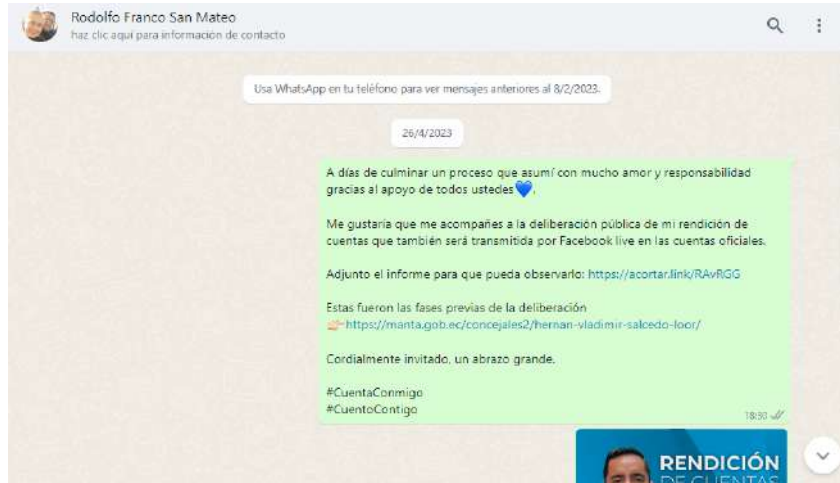 Rodolfo Franco San Mateo
haz clic aquí para información de contacto
Usa WhatsApp en tu teléfono para ver mensajes anteriores al 8/2/2023.
26/4/2023
A días de culminar un proceso que asumí con mucho amor y responsabilidad
gracias al apoyo de todos ustedes💙.
Me gustaría que me acompañes a la deliberación pública de mi rendición de
cuentas que también será transmitida por Facebook live en las cuentas oficiales.
Adjunto el informe para que pueda observarlo: https://acortar.link/RAvRGG
Estas fueron las fases previas de la deliberación
👉🏻https://manta.gob.ec/concejales2/hernan-vladimir-salcedo-loor/
Cordialmente invitado, un abrazo grande.
#CuentaConmigo
#CuentoContigo
18:30
RENDICIÓN
DE CUENTAS